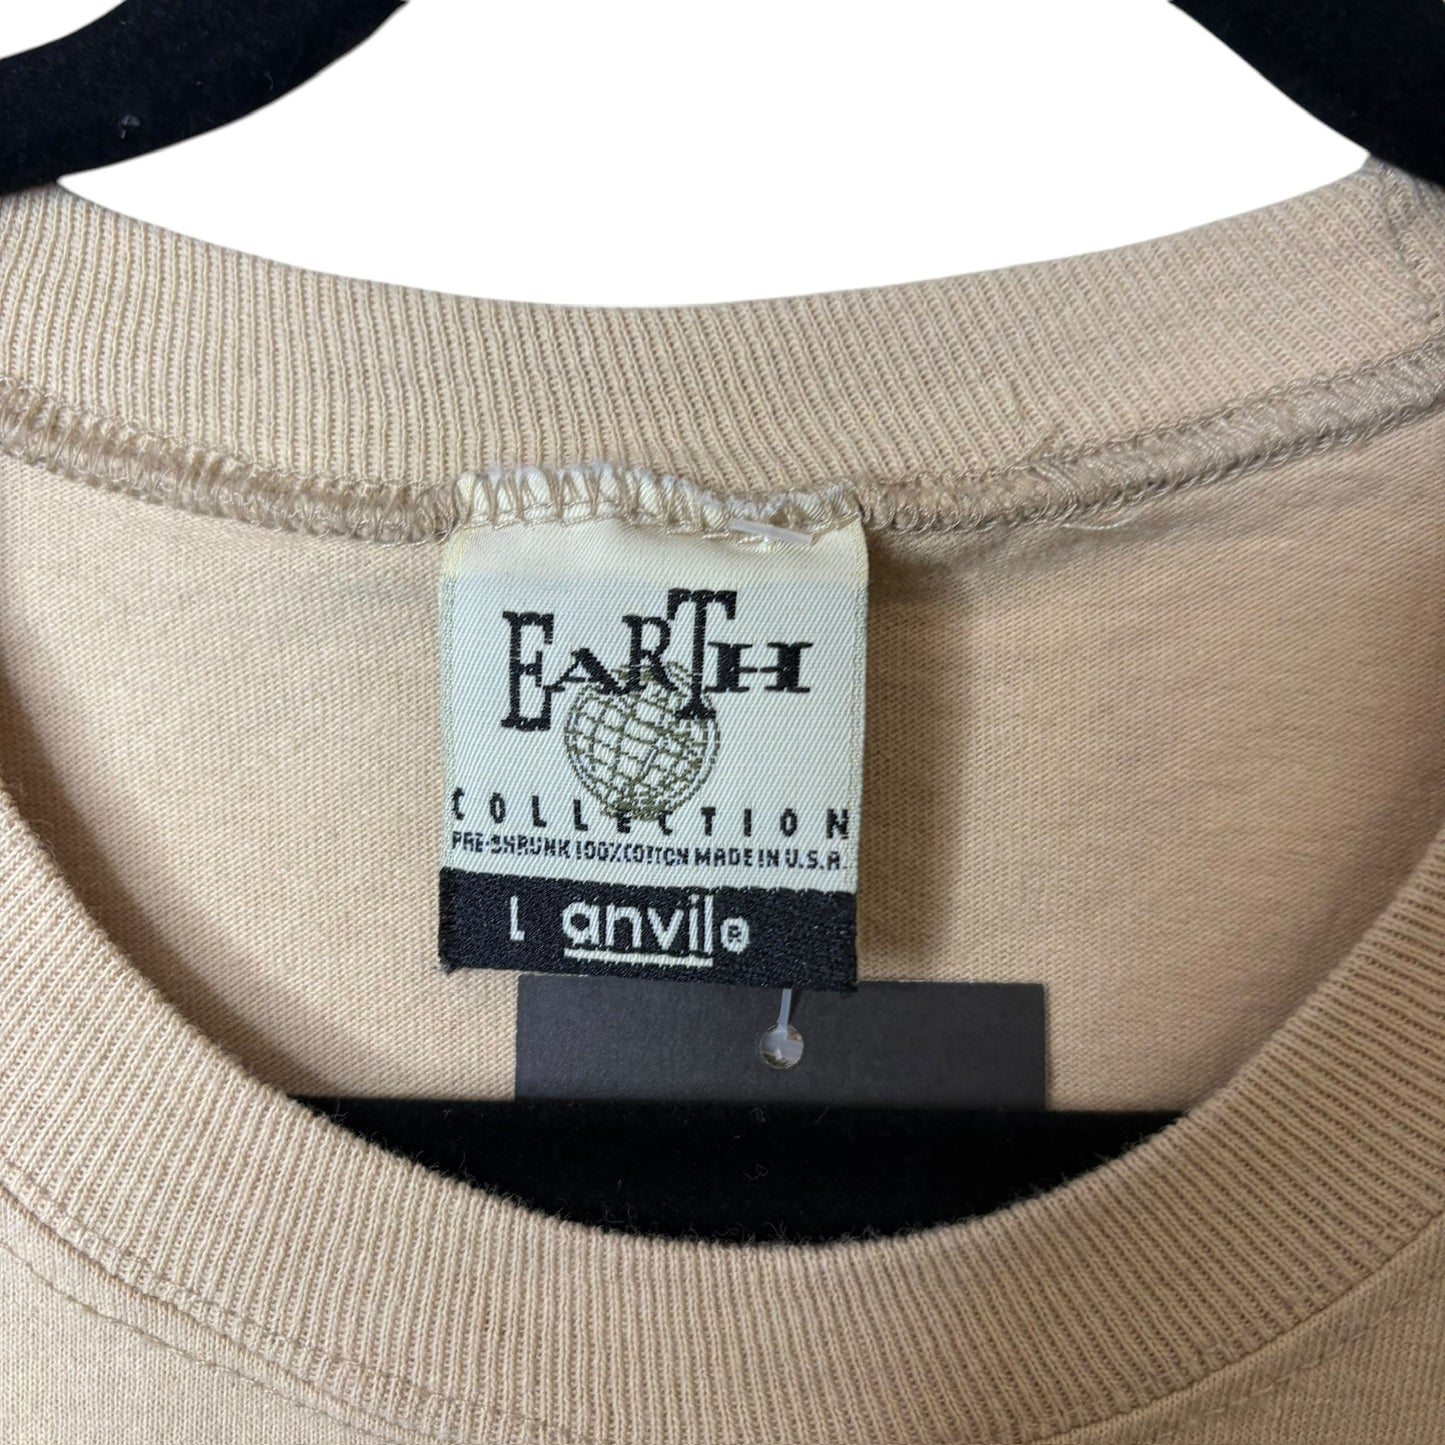 EARTH
COLLECTION
PRE-SHRUNK 100% COTTON MADE IN U.S.A.
L anvil®